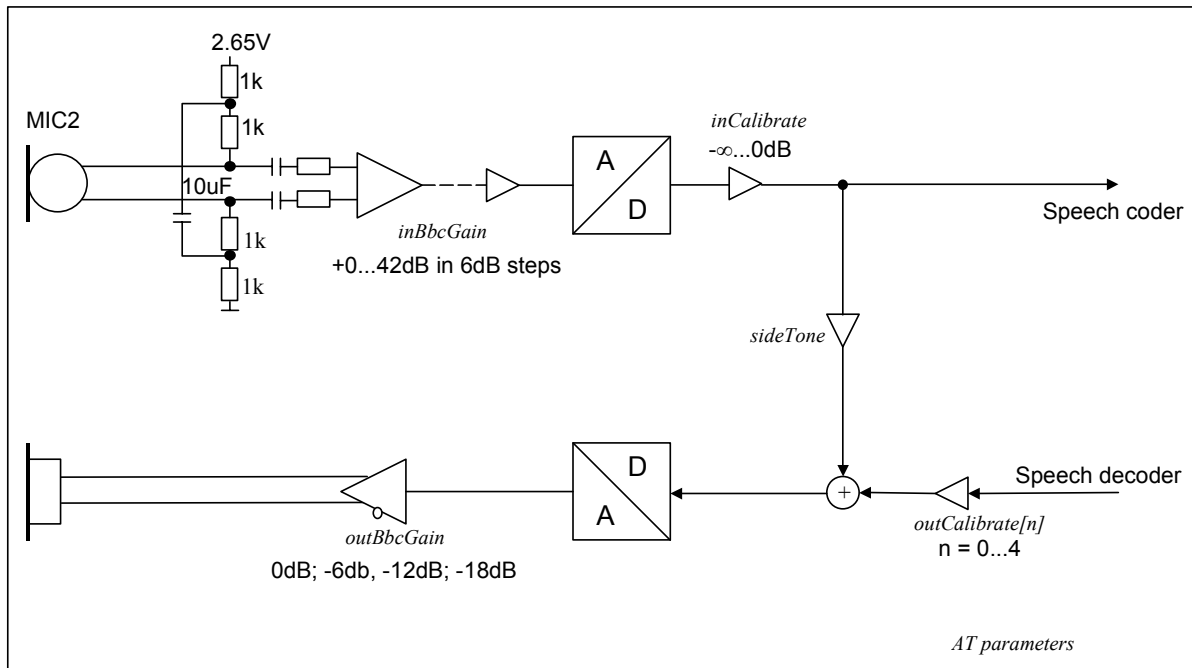 2.65V
1k
MIC2
1k
10uF
1k
1k
inBbcGain
+0...42dB in 6dB steps
A
D
inCalibrate
-∞...0dB
Speech coder
sideTone
D
A
+
Speech decoder
outCalibrate[n]
n = 0...4
outBbcGain
0dB; -6db, -12dB; -18dB
AT parameters